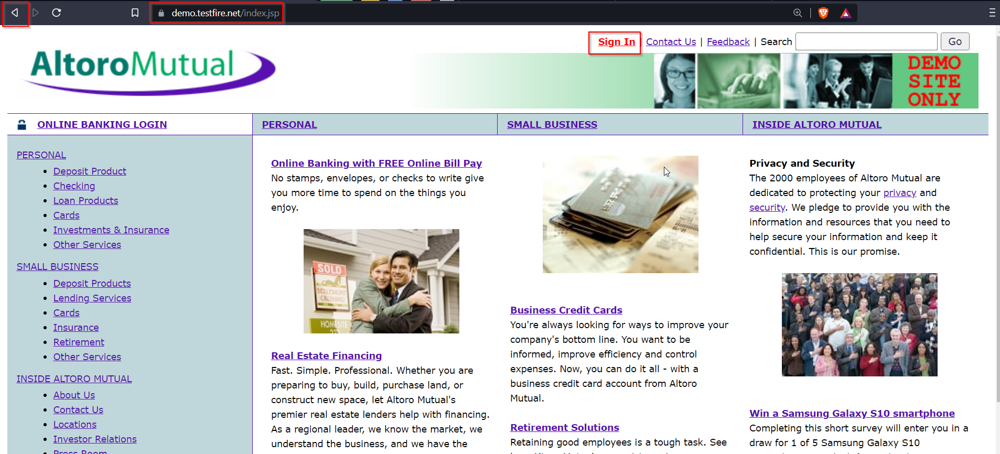 demo.testfire.net/index.jsp
Sign In | Contact Us | Feedback | Search Go
AltoroMutual
DEMO
SITE
ONLY
ONLINE BANKING LOGIN
PERSONAL
SMALL BUSINESS
INSIDE ALTORO MUTUAL
PERSONAL
Deposit Product
Checking
Loan Products
Cards
Investments & Insurance
Other Services
SMALL BUSINESS
Deposit Products
Lending Services
Cards
Insurance
Retirement
Other Services
INSIDE ALTORO MUTUAL
About Us
Contact Us
Locations
Investor Relations
Press Room
Online Banking with FREE Online Bill Pay
No stamps, envelopes, or checks to write give
you more time to spend on the things you
enjoy.
SOLD
BELLEMONT
CROSSING
HOMESITE
Real Estate Financing
Fast. Simple. Professional. Whether you are
preparing to buy, build, purchase land, or
construct new space, let Altoro Mutual's
premier real estate lenders help with financing.
As a regional leader, we know the market, we
understand the business, and we have the
Business Credit Cards
You're always looking for ways to improve your
company's bottom line. You want to be
informed, improve efficiency and control
expenses. Now, you can do it all - with a
business credit card account from Altoro
Mutual.
Retirement Solutions
Retaining good employees is a tough task. See
Privacy and Security
The 2000 employees of Altoro Mutual are
dedicated to protecting your privacy and
security. We pledge to provide you with the
information and resources that you need to
help secure your information and keep it
confidential. This is our promise.
Win a Samsung Galaxy S10 smartphone
Completing this short survey will enter you in a
draw for 1 of 5 Samsung Galaxy S10